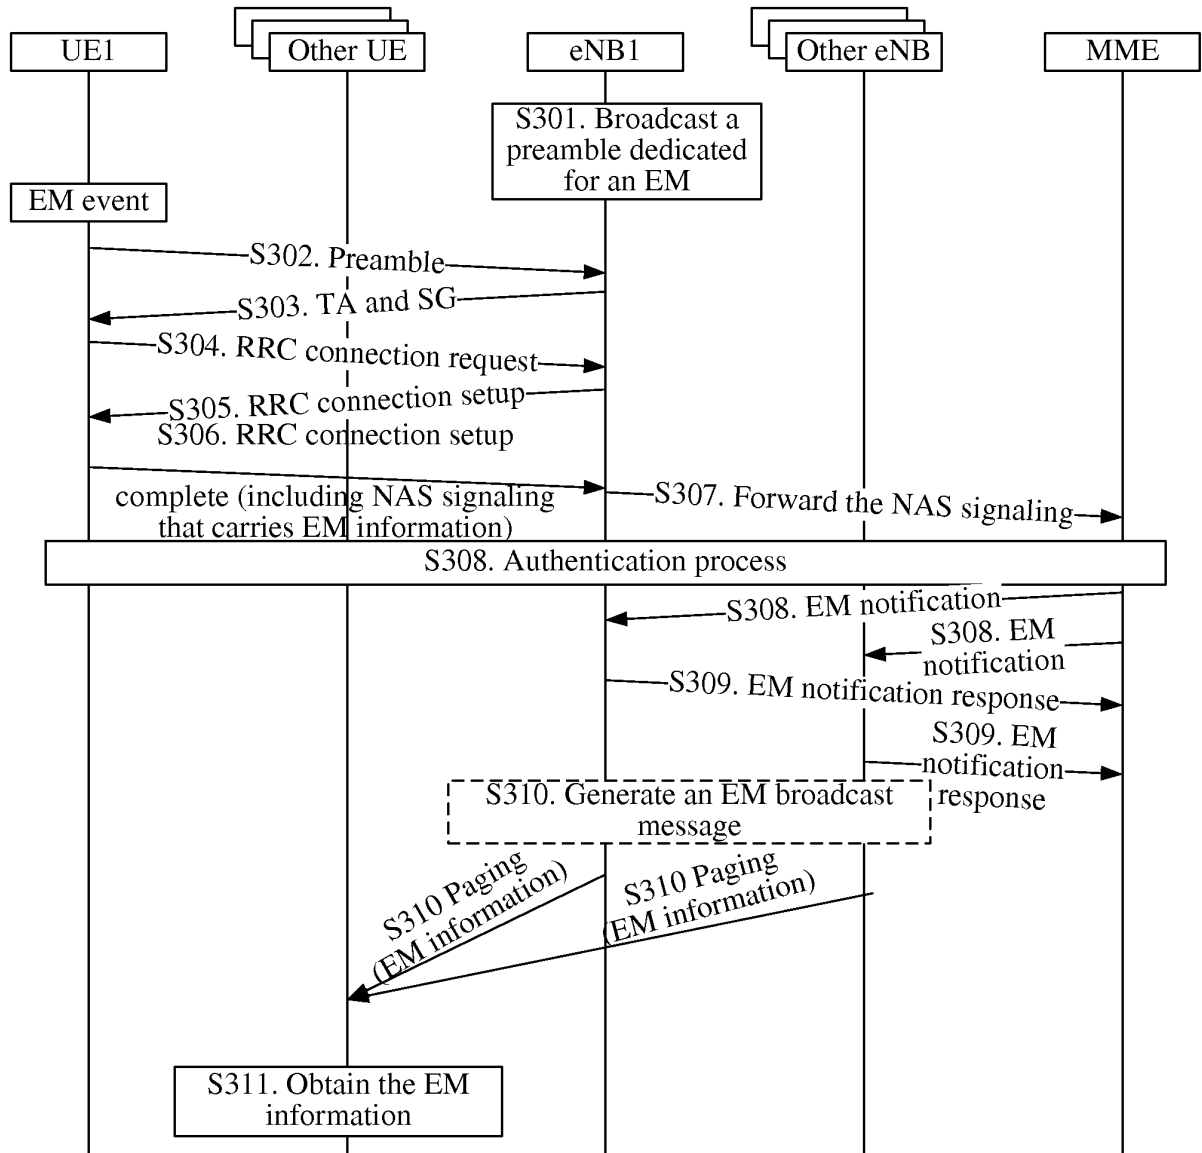 UE1
Other UE
eNB1
Other eNB
MME
S301. Broadcast a
preamble dedicated
for an EM
EM event
S302. Preamble
S303. TA and SG
S304. RRC connection request
S305. RRC connection setup
S306. RRC connection setup
complete (including NAS signaling
that carries EM information)
S307. Forward the NAS signaling
S308. Authentication process
S308. EM notification
S308. EM
notification
S309. EM notification response
S309. EM
notification
response
S310. Generate an EM broadcast
message
S310 Paging
(EM information)
S310 Paging
(EM information)
S311. Obtain the EM
information